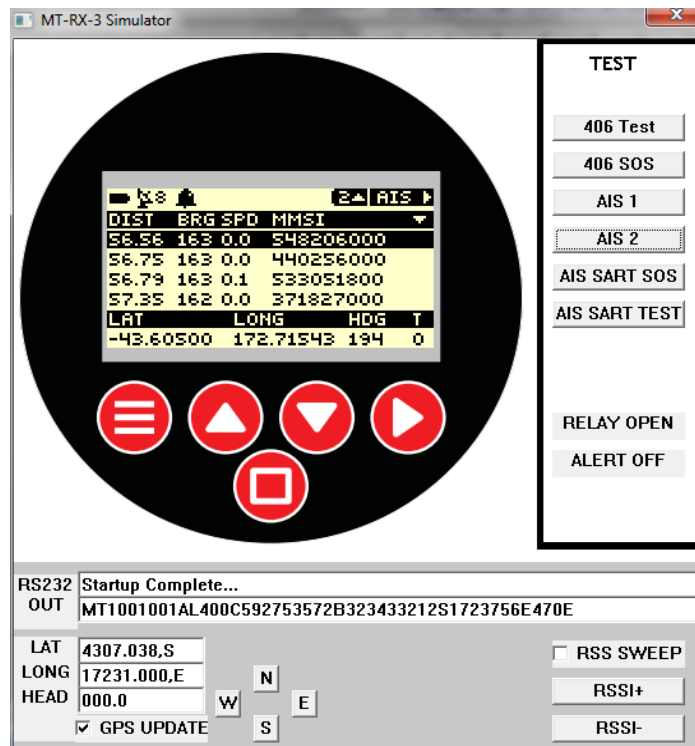 MT-RX-3 Simulator
x
8 2 AIS
DIST BRG SPD MMSI
56.56 163 0.0 548206000
56.75 163 0.0 440256000
56.79 163 0.1 533051800
57.35 162 0.0 371827000
LAT LONG HDG T
-43.60500 172.71543 194 0
TEST
406 Test
406 SOS
AIS 1
AIS 2
AIS SART SOS
AIS SART TEST
RELAY OPEN
ALERT OFF
RS232 OUT
Startup Complete...
MT1001001AL400C592753572B323433212S1723756E470E
LAT 4307.038,S
LONG 17231.000,E
HEAD 000.0
GPS UPDATE
N
W E
S
RSS SWEEP
RSSI+
RSSI-